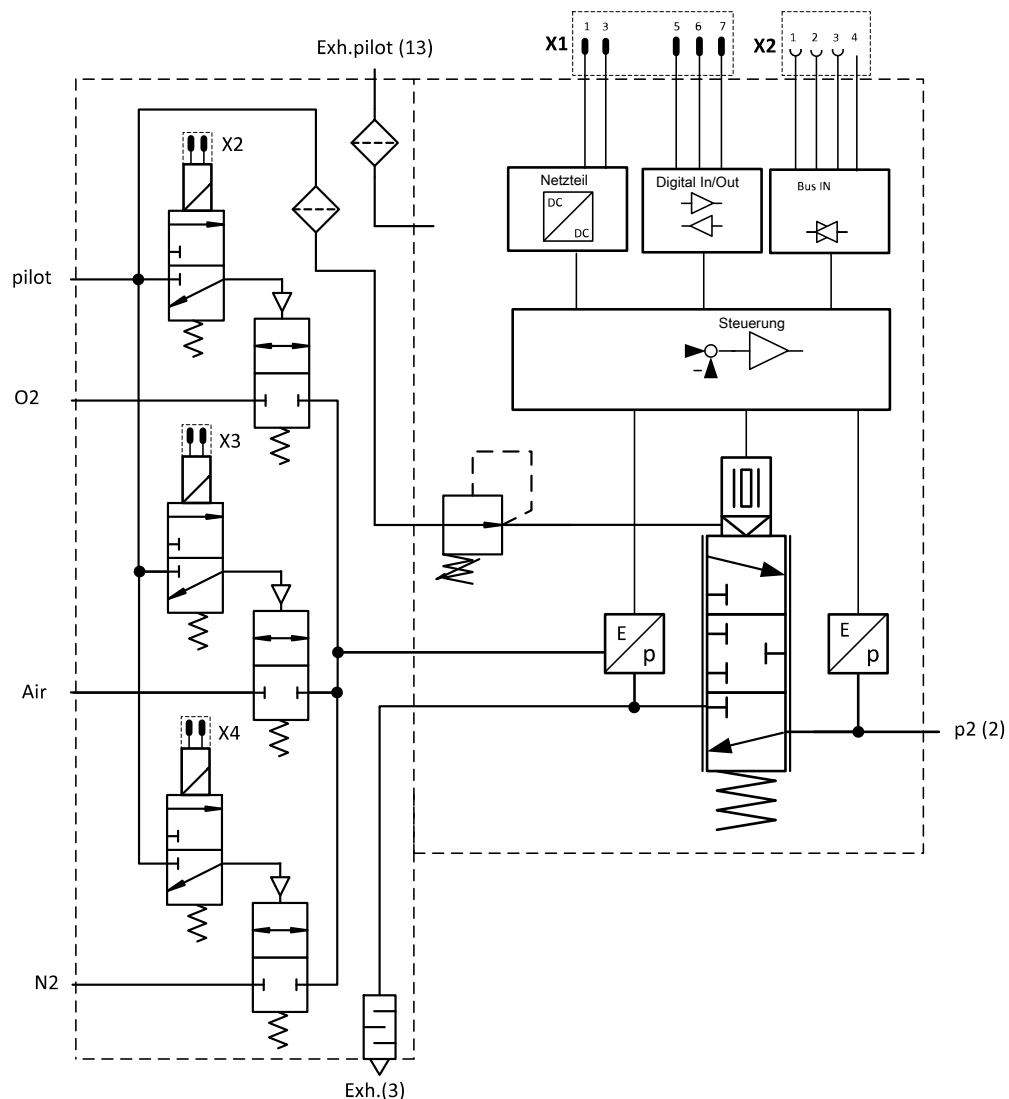 Exh.pilot (13)
X1
1 3 5 6 7
X2
1 2 3 4
X2
Netzteil
DC
DC
Digital In/Out
Bus IN
pilot
Steuerung
O2
X3
E
p
E
p
Air
X4
p2 (2)
N2
Exh.(3)